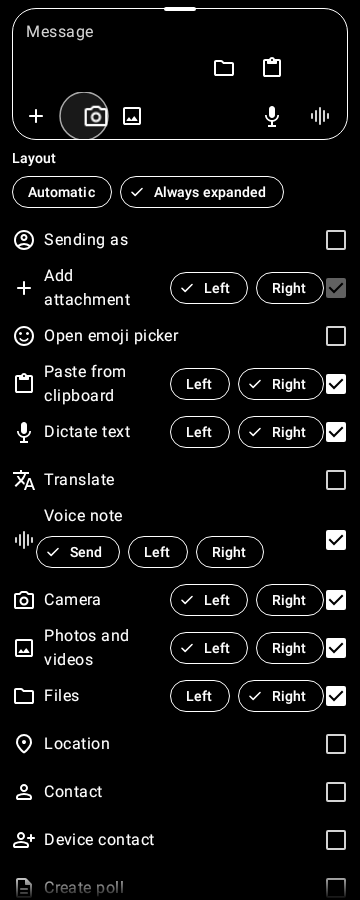 Message
Layout
Automatic
Always expanded
Sending as
Add
attachment
Left
Right
Open emoji picker
Paste from
clipboard
Left
Right
Dictate text
Left
Right
Translate
Voice note
Send
Left
Right
Camera
Left
Right
Photos and
videos
Left
Right
Files
Left
Right
Location
Contact
Device contact
Create poll